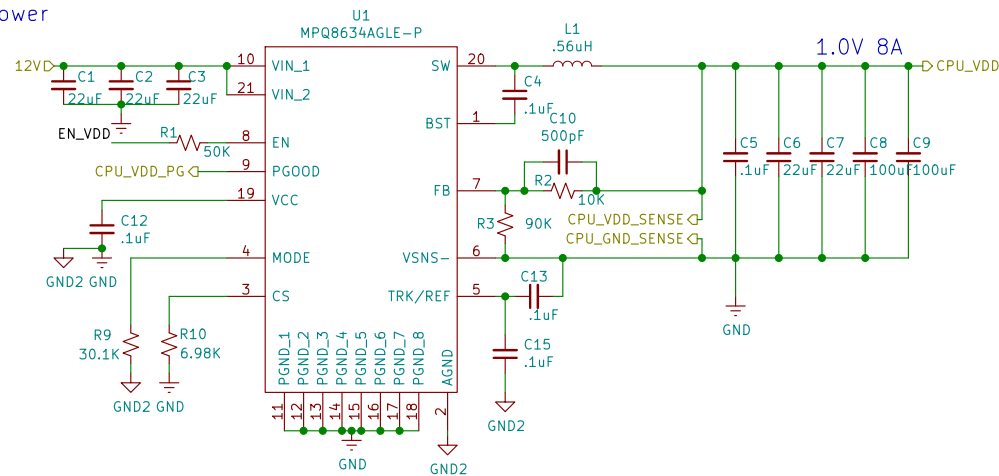 ower
U1
MPQ8634AGLE-P
L1
.56uH
1.0V 8A
12V
C1
22uF
C2
22uF
C3
22uF
10
VIN_1
21
VIN_2
SW
20
C4
.1uF
BST
1
C10
500pF
CPU_VDD
EN_VDD
R1
50K
8
EN
CPU_VDD_PG
9
PGOOD
19
VCC
FB
7
R2
10K
R3
90K
CPU_VDD_SENSE
CPU_GND_SENSE
C5
.1uF
C6
22uF
C7
22uF
C8
100uF
C9
100uF
C12
.1uF
GND2
GND
4
MODE
VSNS-
6
3
CS
TRK/REF
5
C13
.1uF
GND
R9
30.1K
R10
6.98K
C15
.1uF
GND2
GND
PGND_1
PGND_2
PGND_3
PGND_4
PGND_5
PGND_6
PGND_7
PGND_8
AGND
11
12
13
14
15
16
17
18
2
GND2
GND
GND2